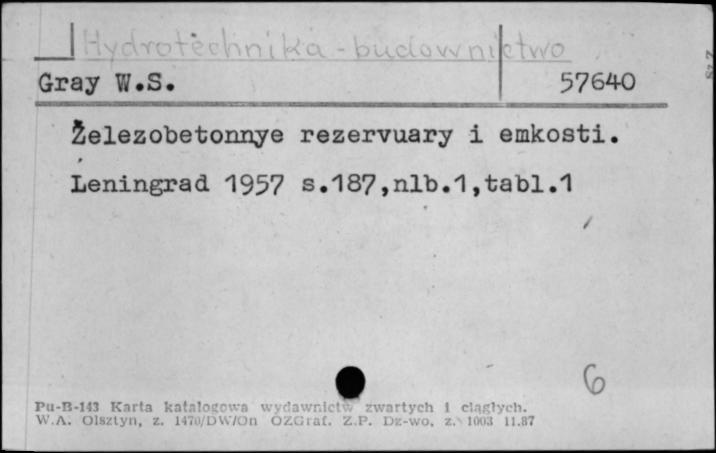 Hydrotechnika - budownictwo
Gray W.S. 57640
Železobetonnye rezervuary i emkosti.
Leningrad 1957 s.187,nlb.1,tabl.1
6
Pu-B-143 Karta katalogowa wydawnictw zwartych i ciągłych.
W.A. Olsztyn, z. 1470/DW/On OZGraf. Z.P. Dz-wo, z. 1003 11.87